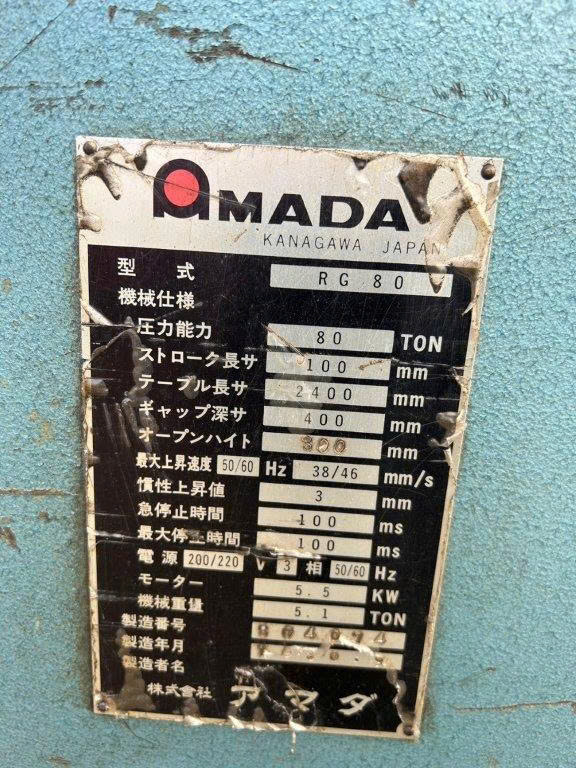 AMADA
KANAGAWA JAPAN
型式 RG 80
機械仕様
圧力能力 80 TON
ストローク長サ 100 mm
テーブル長サ 2400 mm
ギャップ深サ 400 mm
オープンハイト 300 mm
最大上昇速度 50/60 Hz 38/46 mm/s
慣性上昇値 3 mm
急停止時間 100 ms
最大停止時間 100 ms
電源 200/220 V 3 相 50/60 Hz
モーター 5.5 KW
機械重量 5.1 TON
製造番号
製造年月
製造者名
株式会社 アマダ